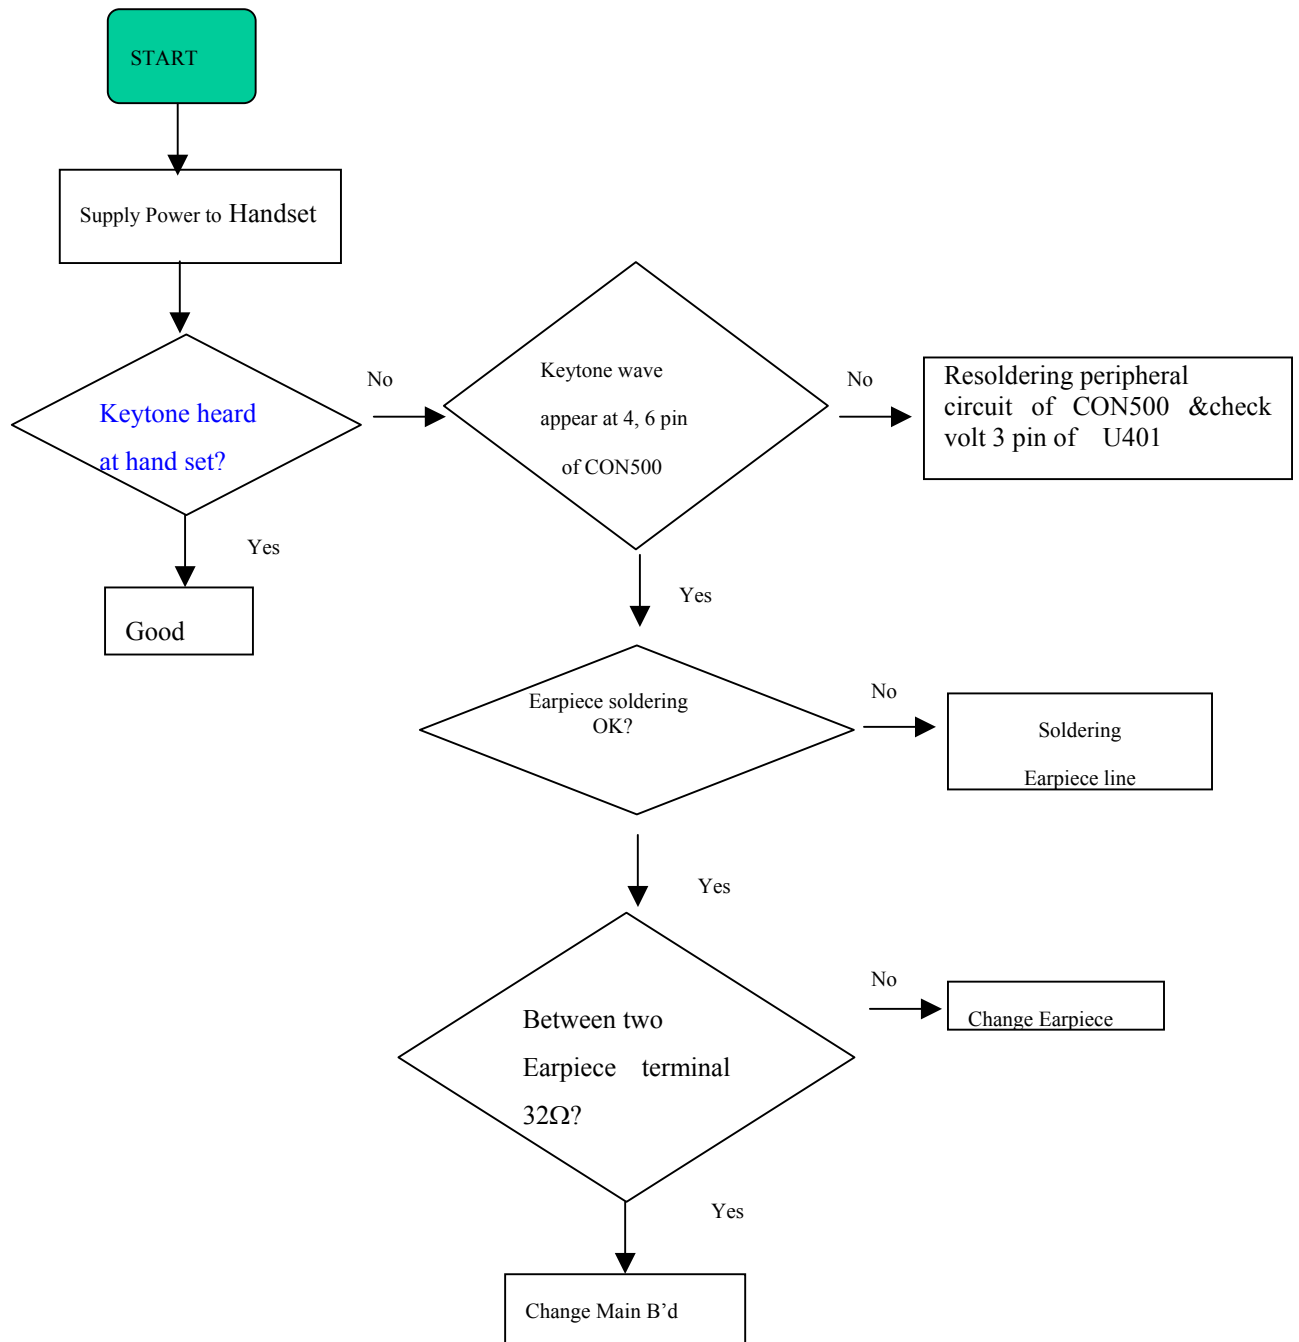 START
Supply Power to Handset
Keytone heard
at hand set?
No
Keytone wave
appear at 4, 6 pin
of CON500
No
Resoldering peripheral
circuit of CON500 &check
volt 3 pin of U401
Yes
Good
Yes
Earpiece soldering
OK?
No
Soldering
Earpiece line
Yes
Between two
Earpiece terminal
32Ω?
No
Change Earpiece
Yes
Change Main B’d